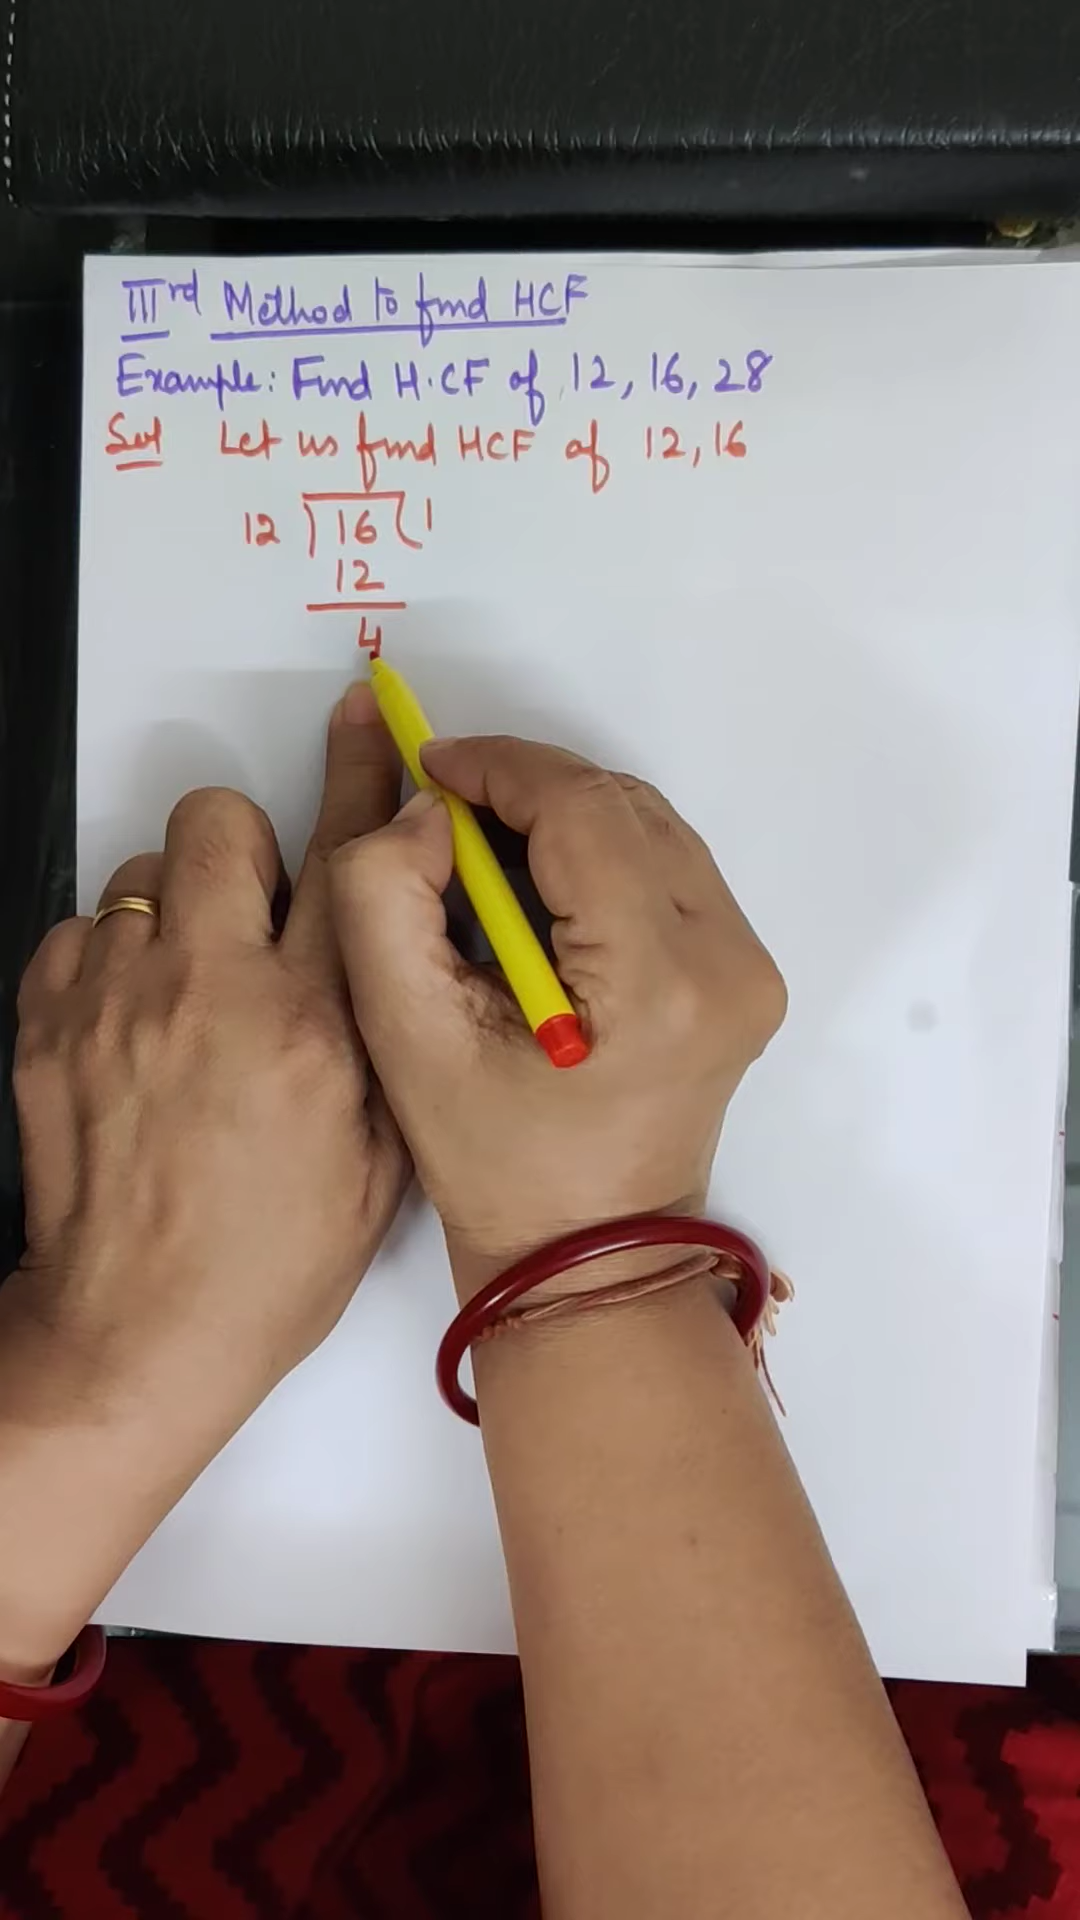 IIIrd Method to find HCF
Example: Find H.CF of 12, 16, 28
Sol Let us find HCF of 12, 16
12 ) 16 ( 1
12
4